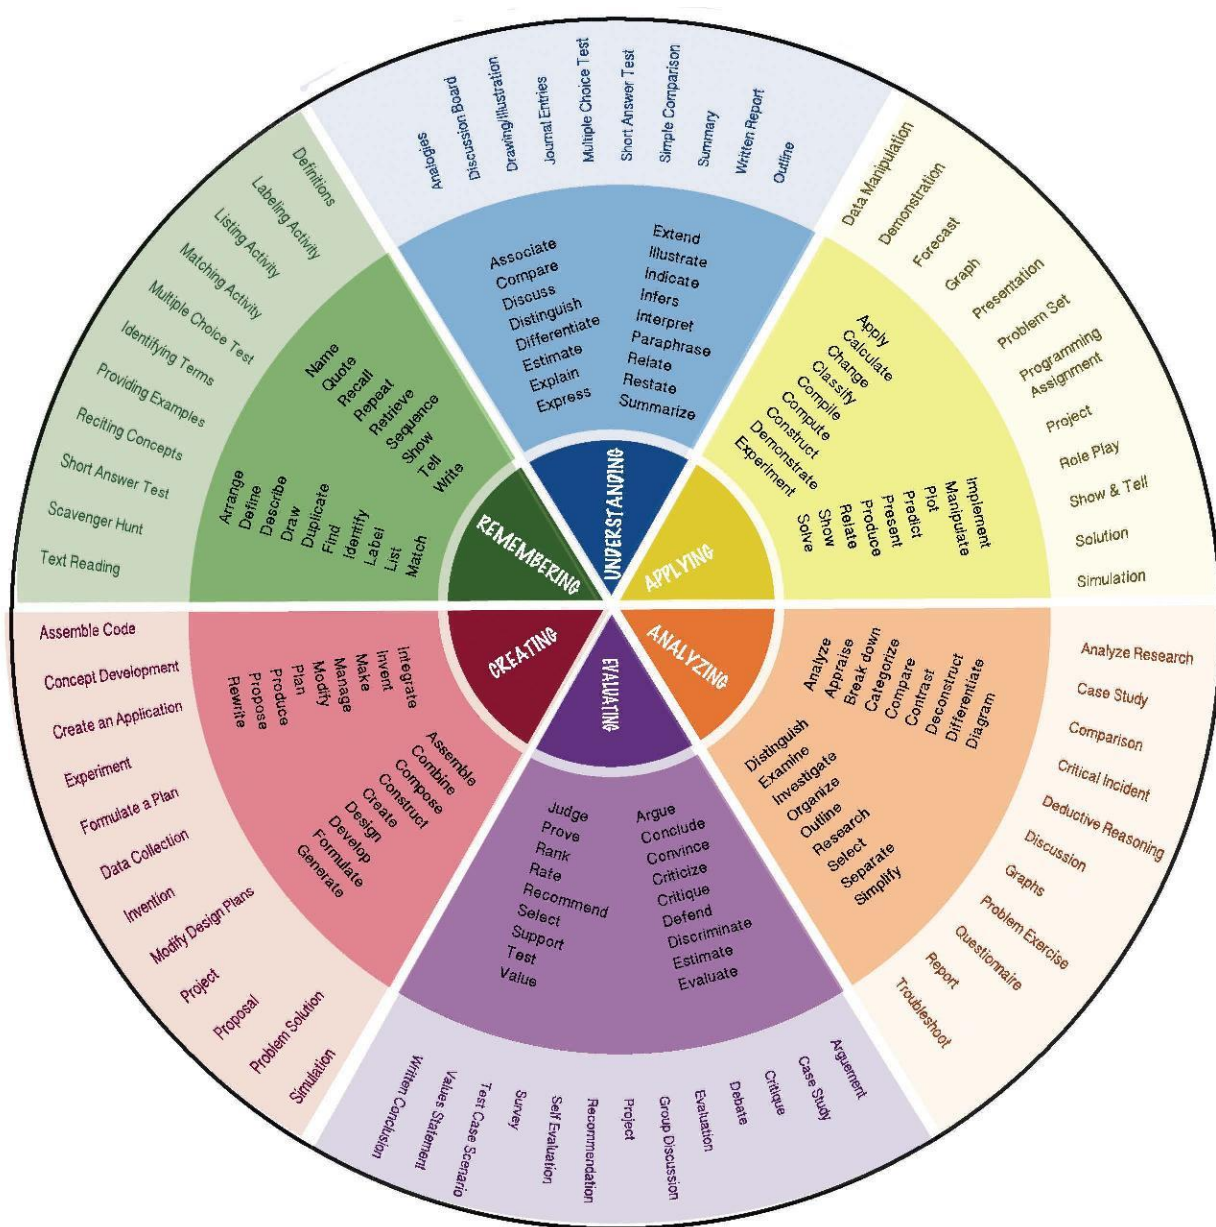 REMEMBERING
Name
Quote
Recall
Repeat
Retrieve
Sequence
Show
Tell
Write
Arrange
Define
Describe
Draw
Duplicate
Find
Identify
Label
List
Match
Definitions
Labeling Activity
Listing Activity
Matching Activity
Multiple Choice Test
Identifying Terms
Providing Examples
Reciting Concepts
Short Answer Test
Scavenger Hunt
Text Reading
UNDERSTANDING
Associate
Compare
Discuss
Distinguish
Differentiate
Estimate
Explain
Express
Extend
Illustrate
Indicate
Infers
Interpret
Paraphrase
Relate
Restate
Summarize
Analogies
Discussion Board
Drawing/Illustration
Journal Entries
Multiple Choice Test
Short Answer Test
Simple Comparison
Summary
Written Report
Outline
APPLYING
Apply
Calculate
Change
Classify
Compile
Compute
Construct
Demonstrate
Experiment
Implement
Manipulate
Plot
Predict
Present
Produce
Relate
Show
Solve
Data Manipulation
Demonstration
Forecast
Graph
Presentation
Problem Set
Programming
Assignment
Project
Role Play
Show & Tell
Solution
Simulation
ANALYZING
Analyze
Appraise
Break down
Categorize
Compare
Contrast
Deconstruct
Differentiate
Diagram
Distinguish
Examine
Investigate
Organize
Outline
Research
Select
Separate
Simplify
Analyze Research
Case Study
Comparison
Critical Incident
Deductive Reasoning
Discussion
Graphs
Problem Exercise
Questionnaire
Report
Troubleshoot
EVALUATING
Argue
Conclude
Convince
Criticize
Critique
Defend
Discriminate
Estimate
Evaluate
Judge
Prove
Rank
Rate
Recommend
Select
Support
Test
Value
Arguement
Case Study
Critique
Debate
Evaluation
Group Discussion
Project
Recommendation
Self Evaluation
Survey
Test Case Scenario
Values Statement
Written Conclusion
CREATING
Assemble
Combine
Compose
Construct
Create
Design
Develop
Formulate
Generate
Integrate
Invent
Make
Manage
Modify
Plan
Produce
Propose
Rewrite
Assemble Code
Concept Development
Create an Application
Experiment
Formulate a Plan
Data Collection
Invention
Modify Design Plans
Project
Proposal
Problem Solution
Simulation